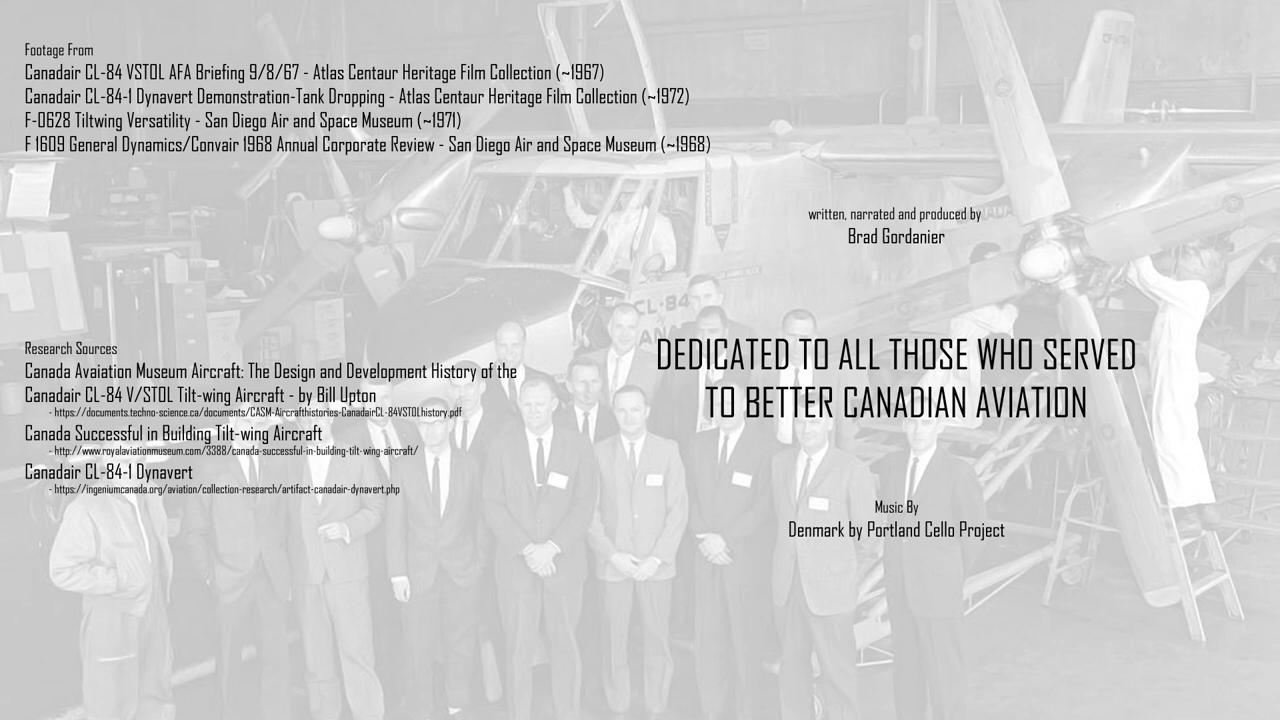 Footage From
Canadair CL-84 VSTOL AFA Briefing 9/8/67 - Atlas Centaur Heritage Film Collection (~1967)
Canadair CL-84-1 Dynavert Demonstration-Tank Dropping - Atlas Centaur Heritage Film Collection (~1972)
F-0628 Tiltwing Versatility - San Diego Air and Space Museum (~1971)
F 1609 General Dynamics/Convair 1968 Annual Corporate Review - San Diego Air and Space Museum (~1968)
written, narrated and produced by
Brad Gordanier
CL-84
CANA
Research Sources
Canada Avaiation Museum Aircraft: The Design and Development History of the
Canadair CL-84 V/STOL Tilt-wing Aircraft - by Bill Upton
- https://documents.techno-science.ca/documents/CASM-Aircrafthistories-CanadairCL-84VSTOLhistory.pdf
Canada Successful in Building Tilt-wing Aircraft
- http://www.royalaviationmuseum.com/3388/canada-successful-in-building-tilt-wing-aircraft/
Canadair CL-84-1 Dynavert
- https://ingeniumcanada.org/aviation/collection-research/artifact-canadair-dynavert.php
DEDICATED TO ALL THOSE WHO SERVED
TO BETTER CANADIAN AVIATION
Music By
Denmark by Portland Cello Project